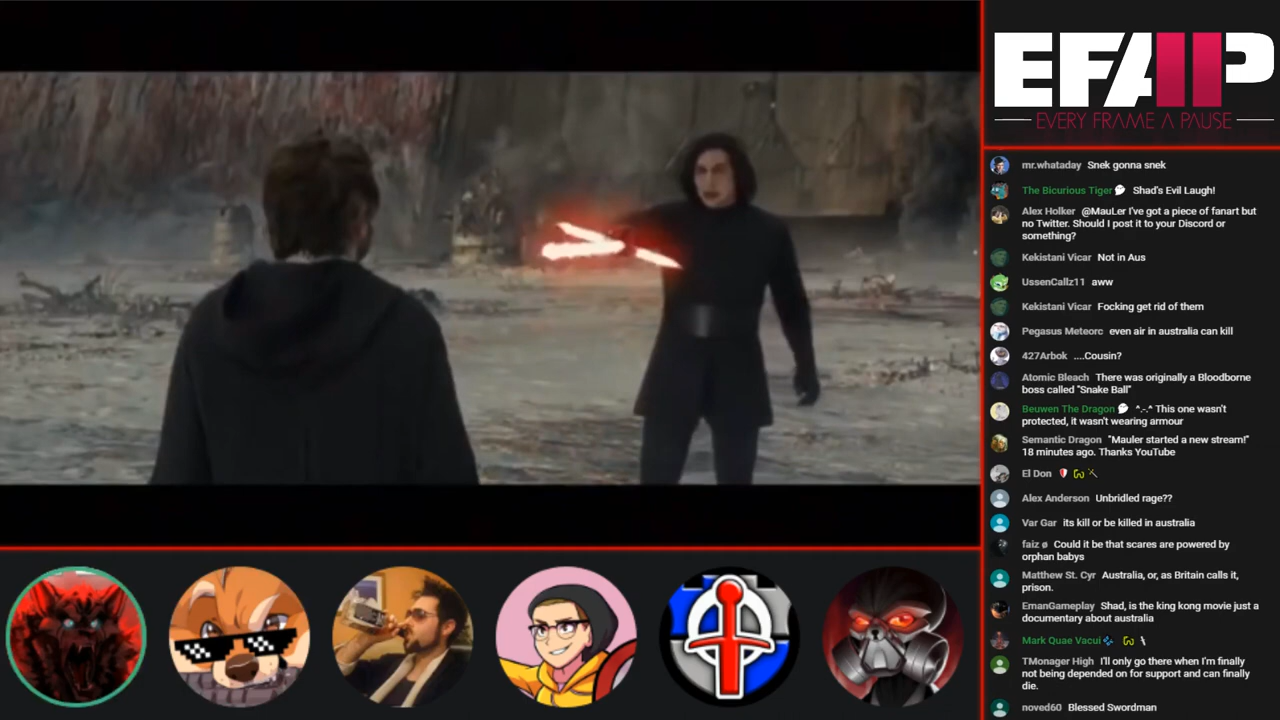 EFAP
EVERY FRAME A PAUSE
mr.whataday Snek gonna snek
The Bicurious Tiger Shad's Evil Laugh!
Alex Holker @MauLer I've got a piece of fanart but
no Twitter. Should I post it to your Discord or
something?
Kekistani Vicar Not in Aus
UssenCallz11 aww
Kekistani Vicar Focking get rid of them
Pegasus Meteorc even air in australia can kill
427Arbok ....Cousin?
Atomic Bleach There was originally a Bloodborne
boss called "Snake Ball"
Beuwen The Dragon ^.-.^ This one wasn't
protected, it wasn't wearing armour
Semantic Dragon "Mauler started a new stream!"
18 minutes ago. Thanks YouTube
El Don
Alex Anderson Unbridled rage??
Var Gar its kill or be killed in australia
faiz ø Could it be that scares are powered by
orphan babys
Matthew St. Cyr Australia, or, as Britain calls it,
prison.
EmanGameplay Shad, is the king kong movie just a
documentary about australia
Mark Quae Vacui
TMonager High I'll only go there when I'm finally
not being depended on for support and can finally
die.
noved60 Blessed Swordman